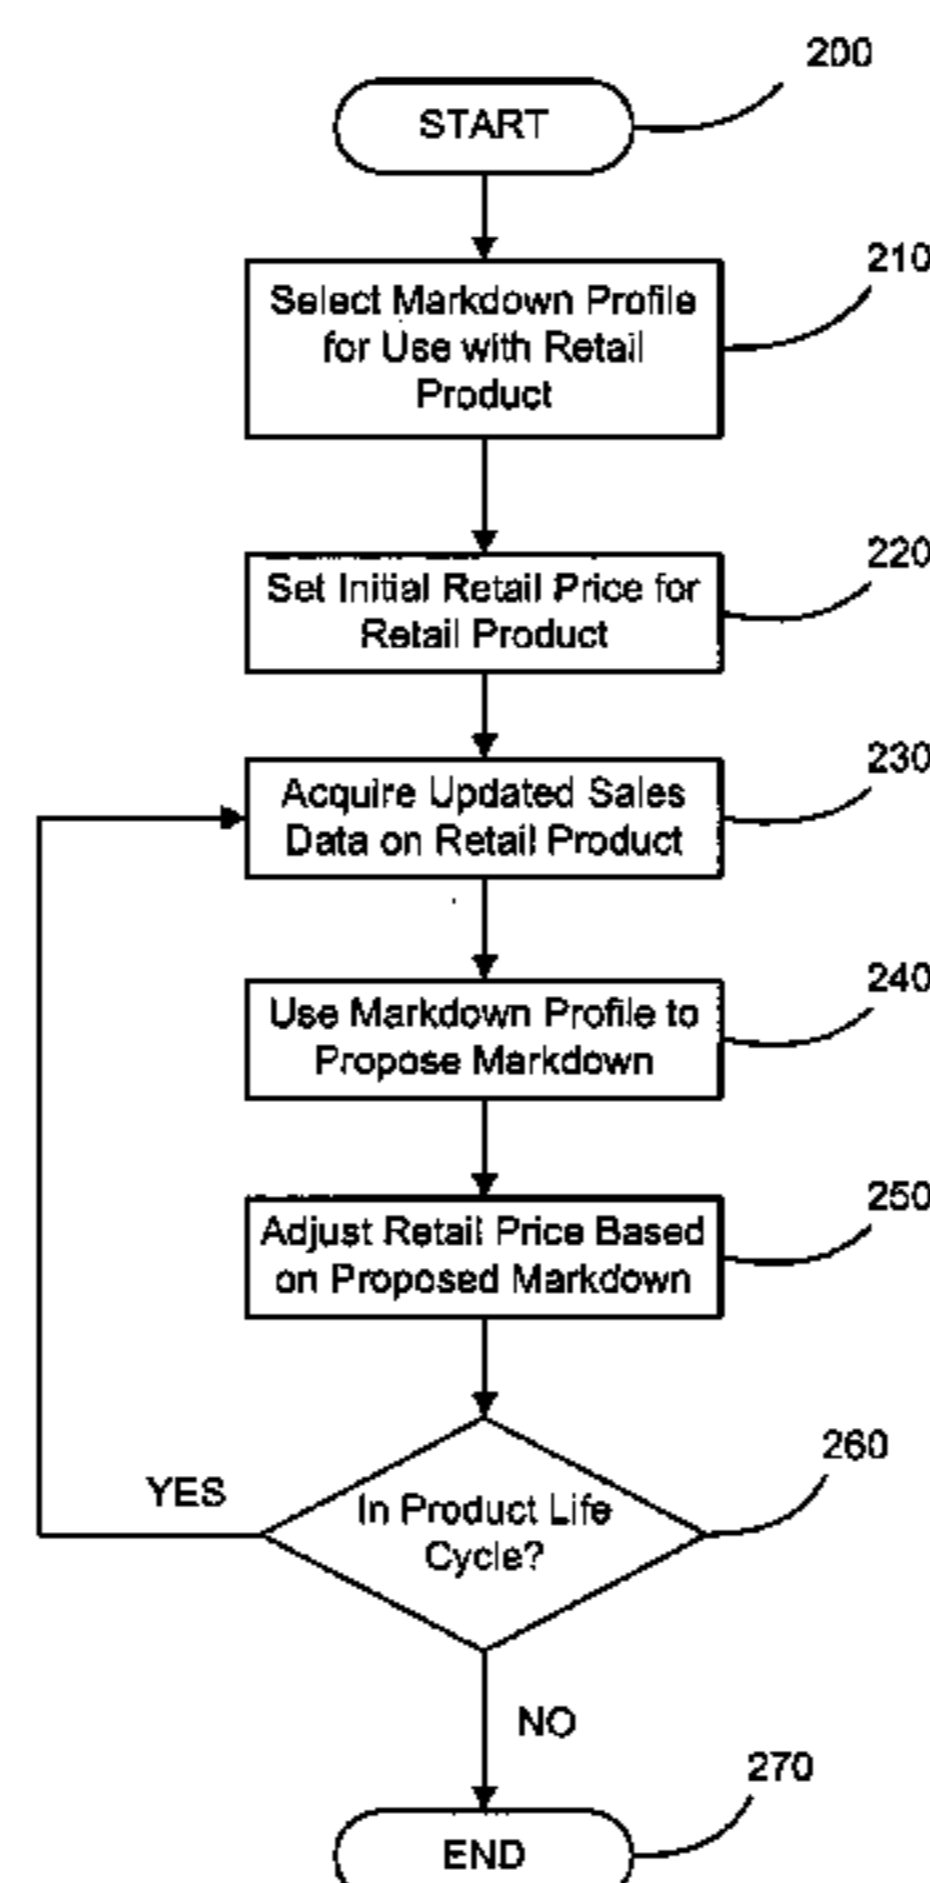 200
START
210
Select Markdown Profile
for Use with Retail
Product
220
Set Initial Retail Price for
Retail Product
230
Acquire Updated Sales
Data on Retail Product
240
Use Markdown Profile to
Propose Markdown
250
Adjust Retail Price Based
on Proposed Markdown
260
YES
In Product Life
Cycle?
NO
270
END